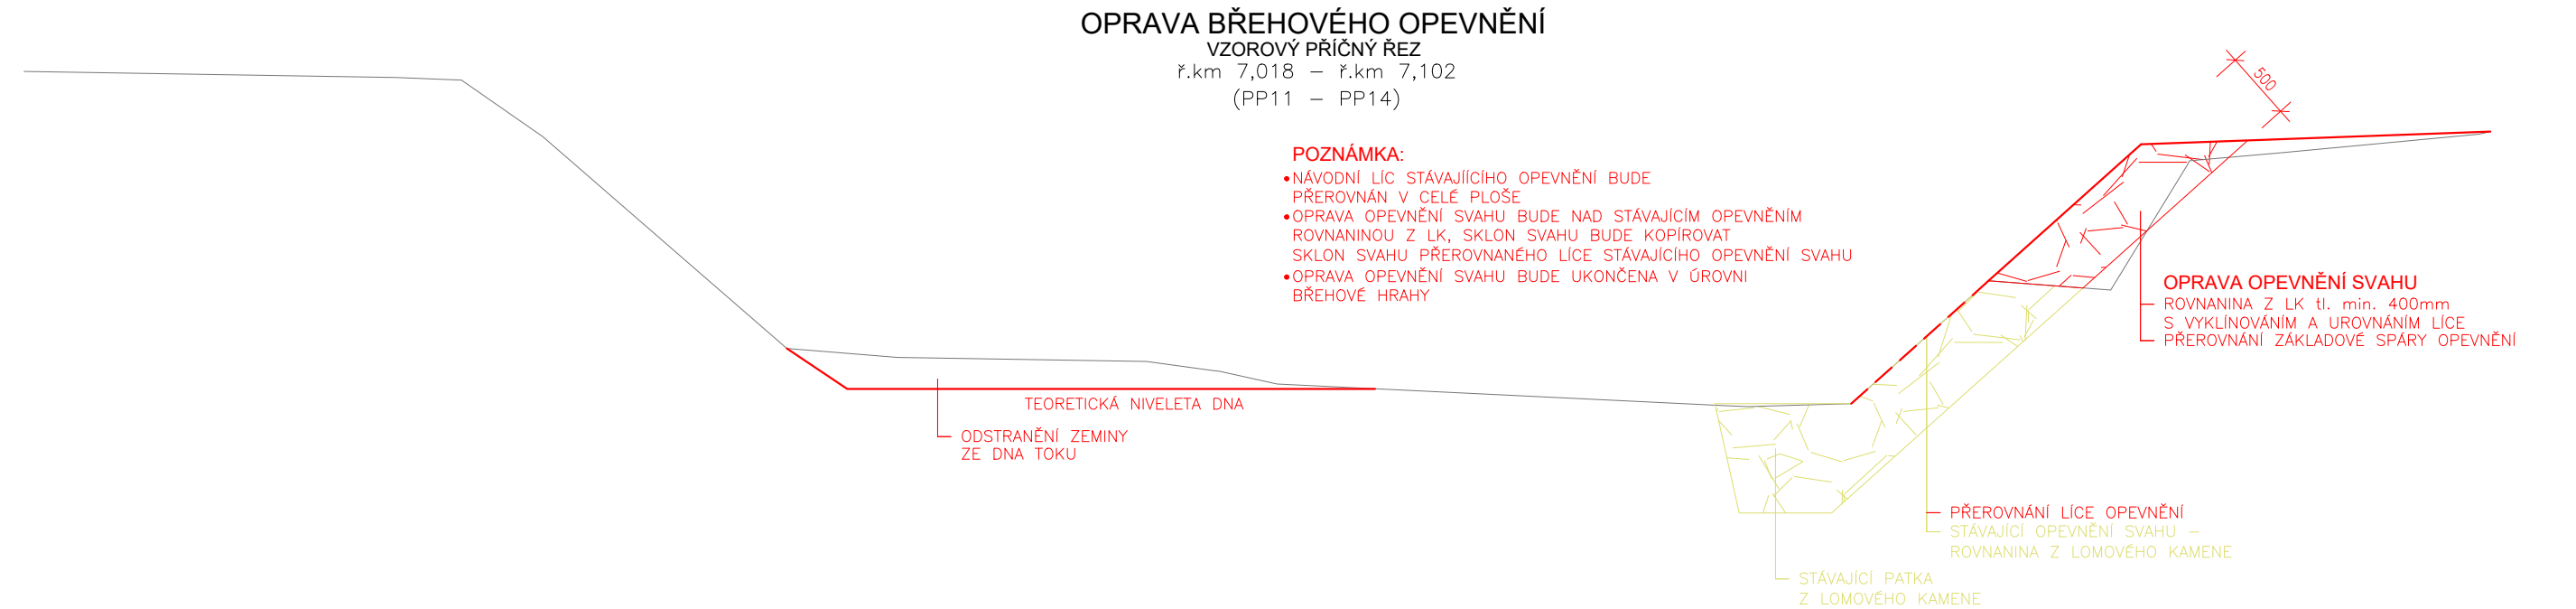 OPRAVA BŘEHOVÉHO OPEVNĚNÍ
VZOROVÝ PŘÍČNÝ ŘEZ
ř.km 7,018 – ř.km 7,102
(PP11 – PP14)
500
POZNÁMKA:
•NÁVODNÍ LÍC STÁVAJÍÍCÍHO OPEVNĚNÍ BUDE
PŘEROVNÁN V CELÉ PLOŠE
•OPRAVA OPEVNĚNÍ SVAHU BUDE NAD STÁVAJÍCÍM OPEVNĚNÍM
ROVNANINOU Z LK, SKLON SVAHU BUDE KOPÍROVAT
SKLON SVAHU PŘEROVNANÉHO LÍCE STÁVAJÍCÍHO OPEVNĚNÍ SVAHU
•OPRAVA OPEVNĚNÍ SVAHU BUDE UKONČENA V ÚROVNI
BŘEHOVÉ HRAHY
OPRAVA OPEVNĚNÍ SVAHU
ROVNANINA Z LK tl. min. 400mm
S VYKLÍNOVÁNÍM A UROVNÁNÍM LÍCE
PŘEROVNÁNÍ ZÁKLADOVÉ SPÁRY OPEVNĚNÍ
TEORETICKÁ NIVELETA DNA
ODSTRANĚNÍ ZEMINY
ZE DNA TOKU
PŘEROVNÁNÍ LÍCE OPEVNĚNÍ
STÁVAJÍCÍ OPEVNĚNÍ SVAHU –
ROVNANINA Z LOMOVÉHO KAMENE
STÁVAJÍCÍ PATKA
Z LOMOVÉHO KAMENE